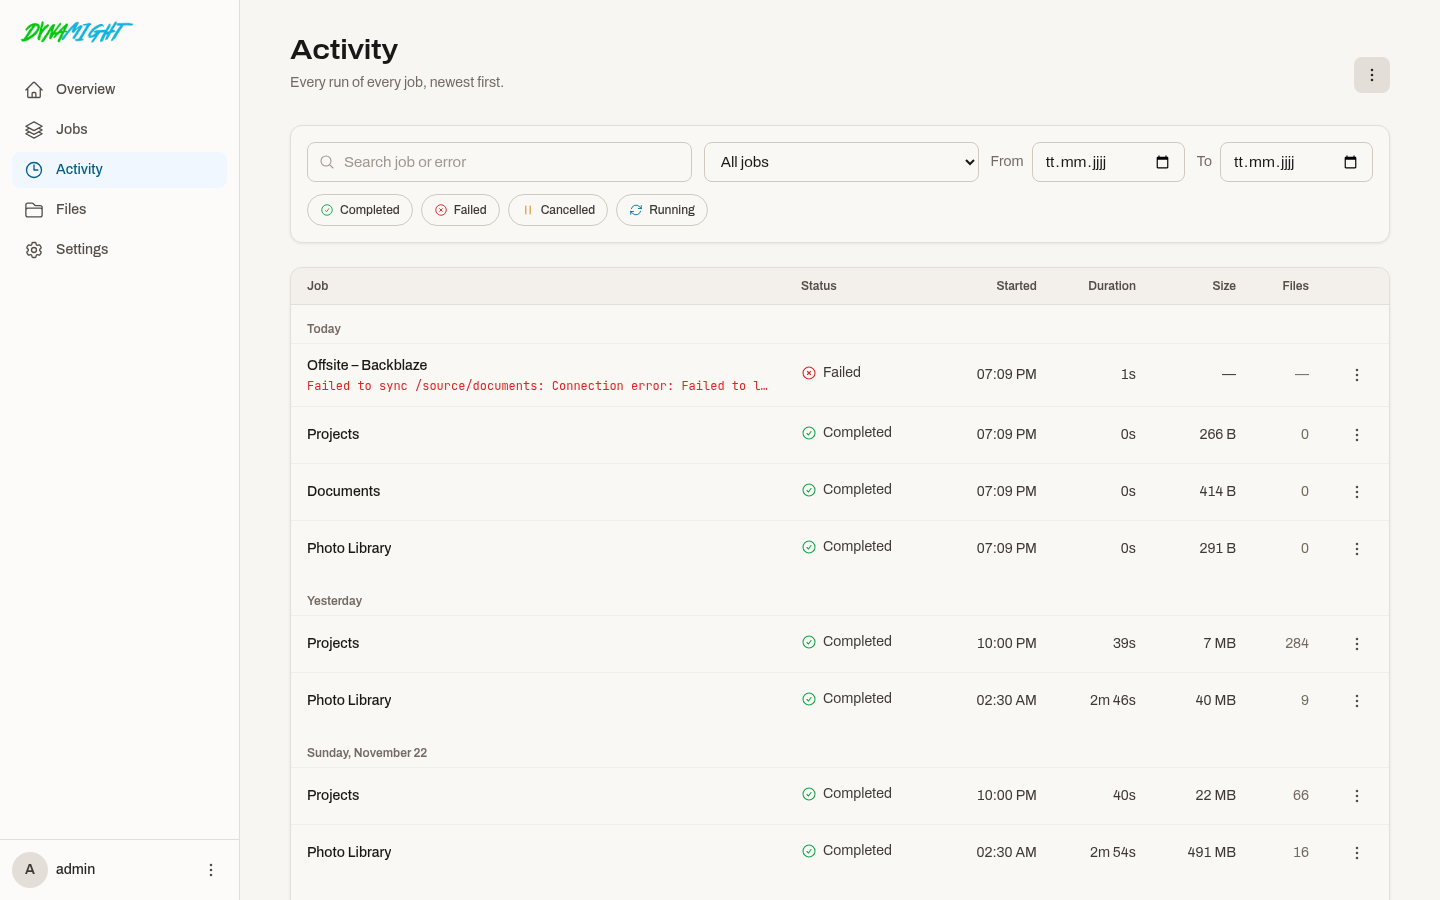 DYNAMIGHT
Overview
Jobs
Activity
Files
Settings
A admin
Activity
Every run of every job, newest first.
Search job or error All jobs From tt.mm.jjjj To tt.mm.jjjj
Completed Failed Cancelled Running
Job Status Started Duration Size Files
Today
Offsite – Backblaze Failed 07:09 PM 1s — —
Failed to sync /source/documents: Connection error: Failed to l…
Projects Completed 07:09 PM 0s 266 B 0
Documents Completed 07:09 PM 0s 414 B 0
Photo Library Completed 07:09 PM 0s 291 B 0
Yesterday
Projects Completed 10:00 PM 39s 7 MB 284
Photo Library Completed 02:30 AM 2m 46s 40 MB 9
Sunday, November 22
Projects Completed 10:00 PM 40s 22 MB 66
Photo Library Completed 02:30 AM 2m 54s 491 MB 16